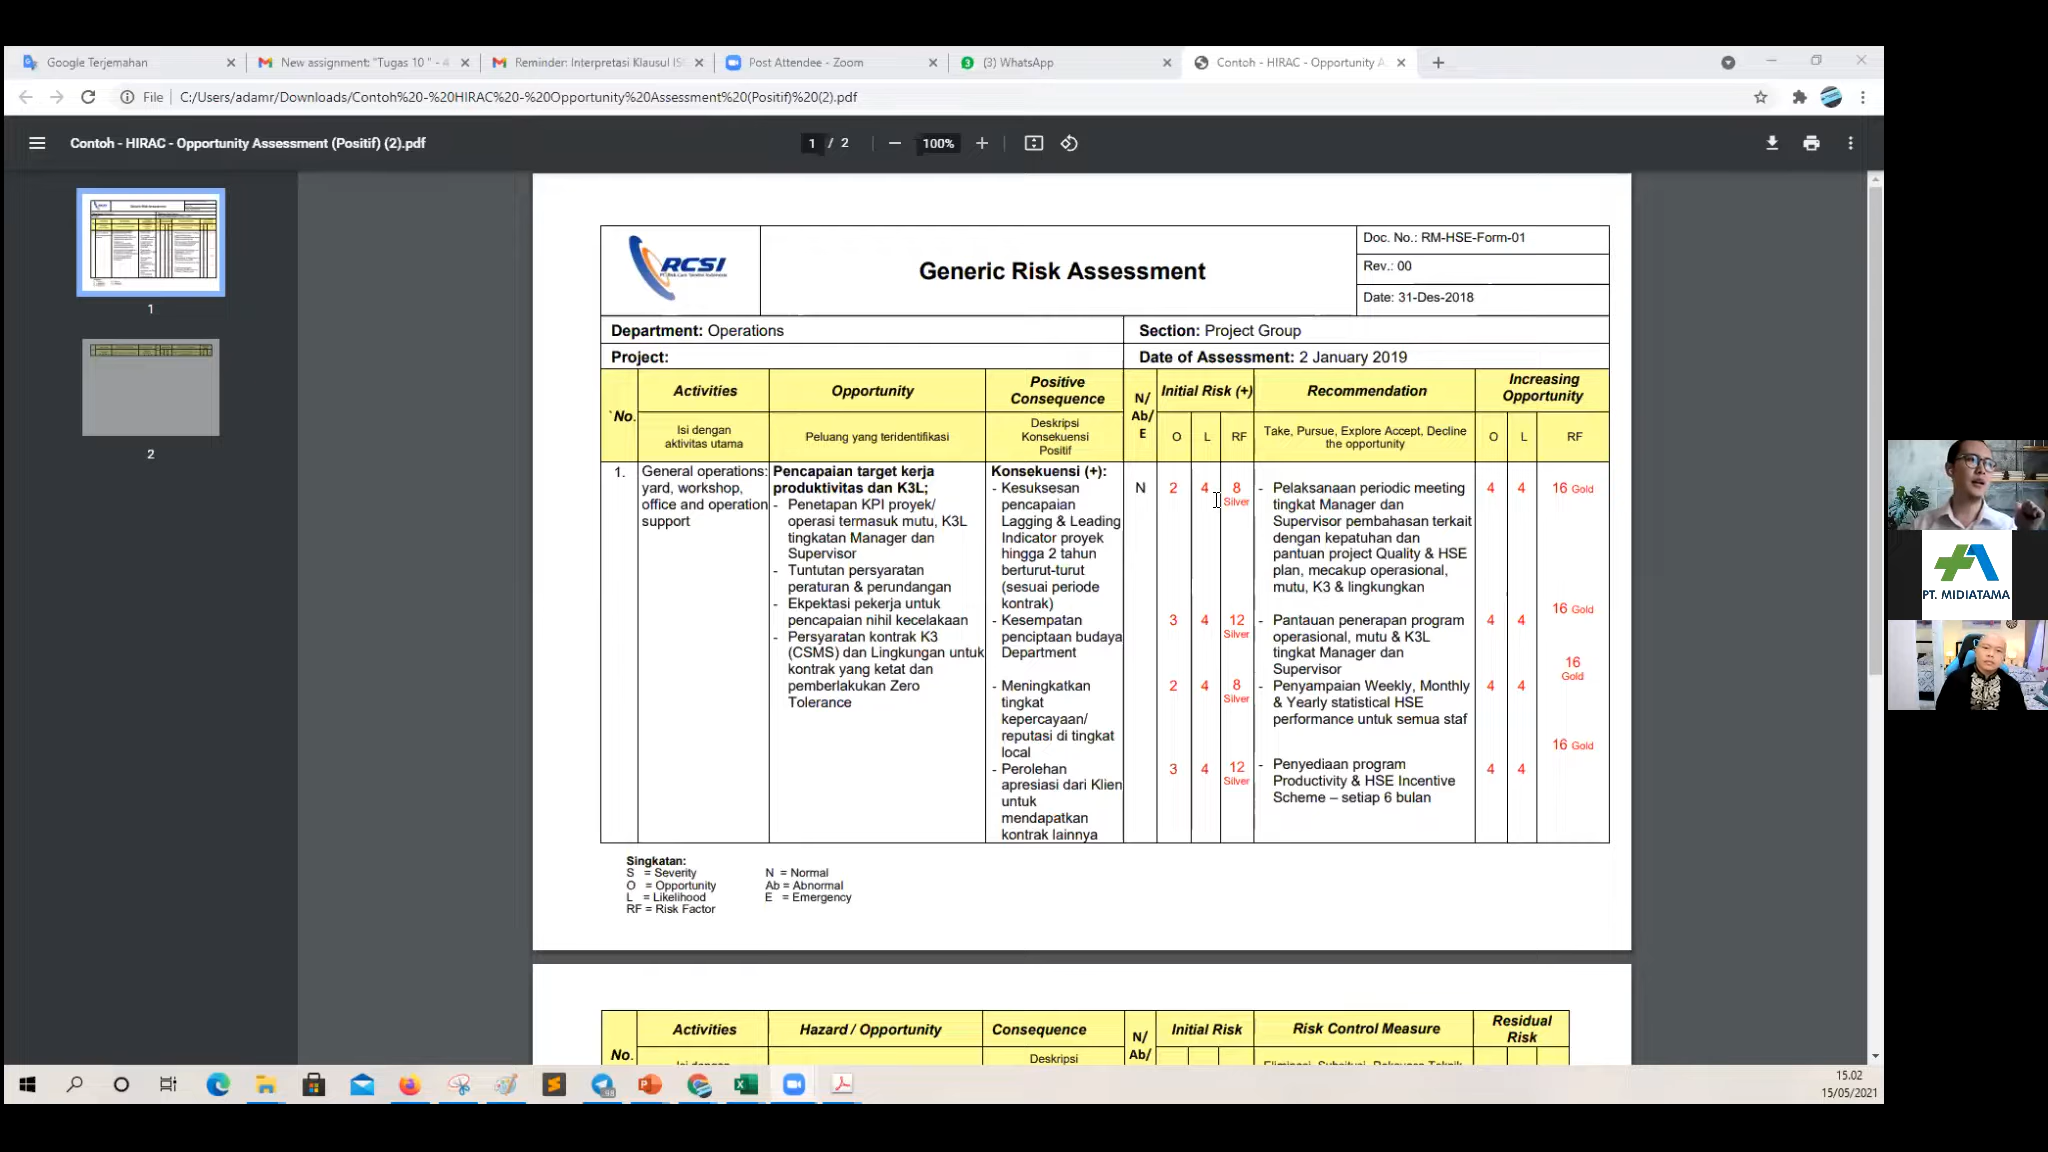 Google Terjemahan
New assignment: "Tugas 10 " - 4
Reminder: Interpretasi Klausul IS
Post Attendee - Zoom
(3) WhatsApp
Contoh - HIRAC - Opportunity A
File
C:/Users/adamr/Downloads/Contoh%20-%20HIRAC%20-%20Opportunity%20Assessment%20(Positif)%20(2).pdf
Contoh - HIRAC - Opportunity Assessment (Positif) (2).pdf
1 / 2
100%
1
2
RCSI
Generic Risk Assessment
Doc. No.: RM-HSE-Form-01
Rev.: 00
Date: 31-Des-2018
Department: Operations
Section: Project Group
Project:
Date of Assessment: 2 January 2019
`No.
Activities
Opportunity
Positive
Consequence
N/
Ab/
E
Initial Risk (+)
Recommendation
Increasing
Opportunity
Isi dengan
aktivitas utama
Peluang yang teridentifikasi
Deskripsi
Konsekuensi
Positif
O L RF
Take, Pursue, Explore Accept, Decline
the opportunity
O L RF
1.
General operations:
yard, workshop,
office and operation
support
Pencapaian target kerja
produktivitas dan K3L;
- Penetapan KPI proyek/
operasi termasuk mutu, K3L
tingkatan Manager dan
Supervisor
- Tuntutan persyaratan
peraturan & perundangan
- Ekpektasi pekerja untuk
pencapaian nihil kecelakaan
- Persyaratan kontrak K3
(CSMS) dan Lingkungan untuk
kontrak yang ketat dan
pemberlakukan Zero
Tolerance
Konsekuensi (+):
- Kesuksesan
pencapaian
Lagging & Leading
Indicator proyek
hingga 2 tahun
berturut-turut
(sesuai periode
kontrak)
- Kesempatan
penciptaan budaya
Department
- Meningkatkan
tingkat
kepercayaan/
reputasi di tingkat
local
- Perolehan
apresiasi dari Klien
untuk
mendapatkan
kontrak lainnya
N
2 4 8
Silver
3 4 12
Silver
2 4 8
Silver
3 4 12
Silver
- Pelaksanaan periodic meeting
tingkat Manager dan
Supervisor pembahasan terkait
dengan kepatuhan dan
pantuan project Quality & HSE
plan, mecakup operasional,
mutu, K3 & lingkungkan
- Pantauan penerapan program
operasional, mutu & K3L
tingkat Manager dan
Supervisor
- Penyampaian Weekly, Monthly
& Yearly statistical HSE
performance untuk semua staf
- Penyediaan program
Productivity & HSE Incentive
Scheme – setiap 6 bulan
4 4 16 Gold
4 4 16 Gold
4 4 16
Gold
4 4 16 Gold
Singkatan:
S = Severity
O = Opportunity
L = Likelihood
RF = Risk Factor
N = Normal
Ab = Abnormal
E = Emergency
No.
Activities
Hazard / Opportunity
Consequence
N/
Ab/
Initial Risk
Risk Control Measure
Residual
Risk
Deskripsi
PT. MIDIATAMA
15.02
15/05/2021